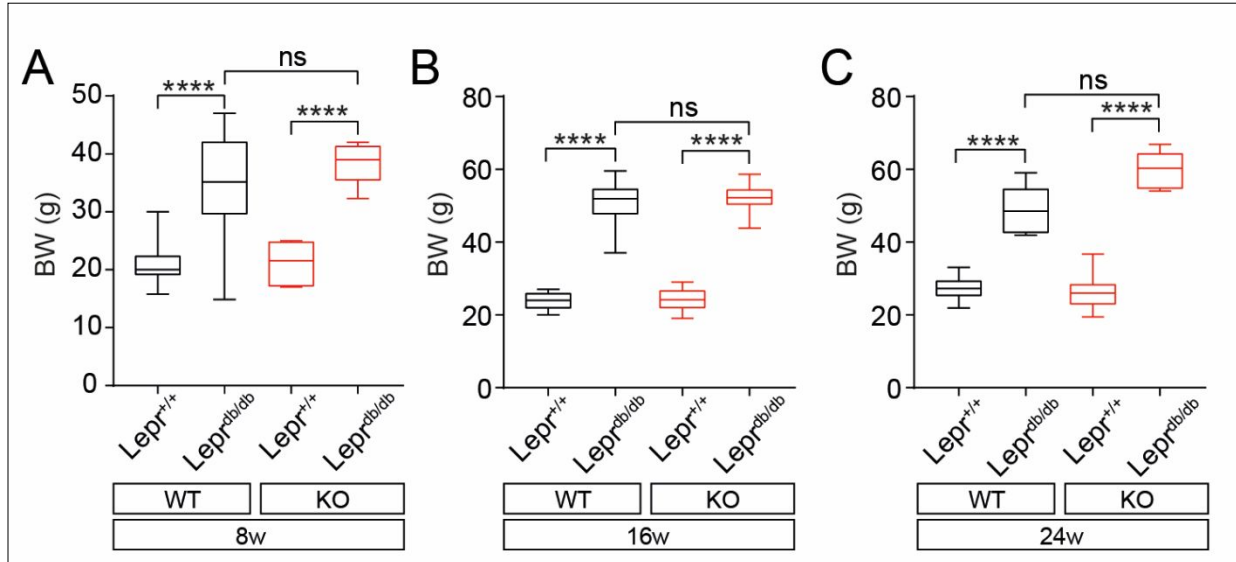 A
ns
****
****
50
40
30
20
10
0
BW (g)
Lepr+/+
Leprdb/db
Lepr+/+
Leprdb/db
WT
KO
8w
B
ns
****
****
80
60
40
20
0
BW (g)
Lepr+/+
Leprdb/db
Lepr+/+
Leprdb/db
WT
KO
16w
C
ns
****
****
80
60
40
20
0
BW (g)
Lepr+/+
Leprdb/db
Lepr+/+
Leprdb/db
WT
KO
24w